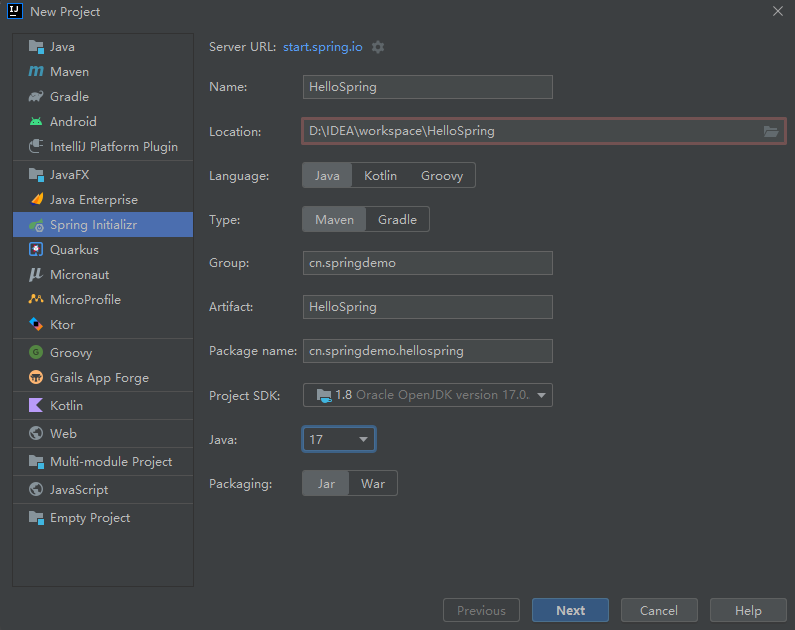 New Project
Java
Maven
Gradle
Android
IntelliJ Platform Plugin
JavaFX
Java Enterprise
Spring Initializr
Quarkus
Micronaut
MicroProfile
Ktor
Groovy
Grails App Forge
Kotlin
Web
Multi-module Project
JavaScript
Empty Project
Server URL: start.spring.io
Name: HelloSpring
Location: D:\IDEA\workspace\HelloSpring
Language: Java Kotlin Groovy
Type: Maven Gradle
Group: cn.springdemo
Artifact: HelloSpring
Package name: cn.springdemo.hellospring
Project SDK: 1.8 Oracle OpenJDK version 17.0.
Java: 17
Packaging: Jar War
Previous Next Cancel Help